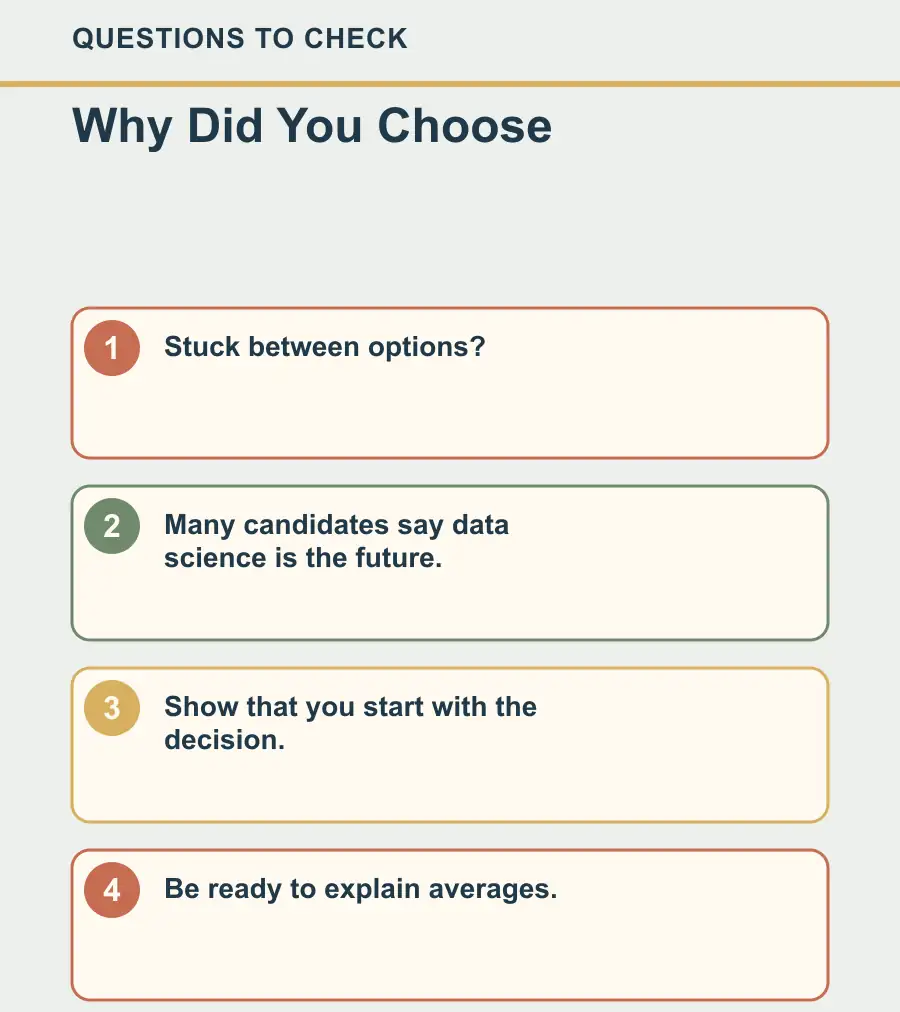 QUESTIONS TO CHECK
Why Did You Choose
1
Stuck between options?
2
Many candidates say data
science is the future.
3
Show that you start with the
decision.
4
Be ready to explain averages.